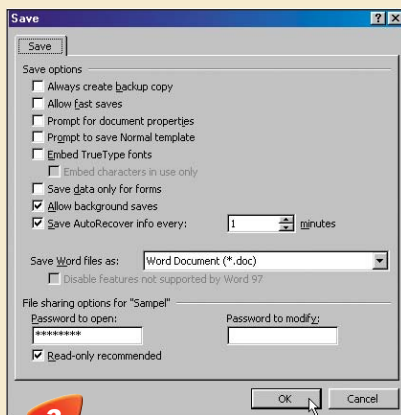 Save
Save
Save options
Always create backup copy
Allow fast saves
Prompt for document properties
Prompt to save Normal template
Embed TrueType fonts
Embed characters in use only
Save data only for forms
Allow background saves
Save AutoRecover info every: 1 minutes
Save Word files as: Word Document (*.doc)
Disable features not supported by Word 97
File sharing options for "Sampel"
Password to open: Password to modify:
********
Read-only recommended
OK Cancel